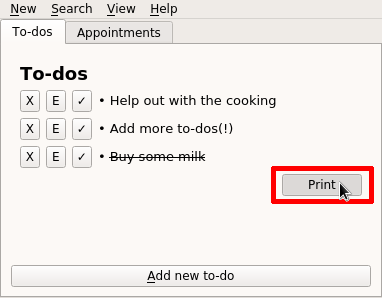 New Search View Help
To-dos Appointments
To-dos
X E ✓ • Help out with the cooking
X E ✓ • Add more to-dos(!)
X E ✓ • Buy some milk
Print
Add new to-do